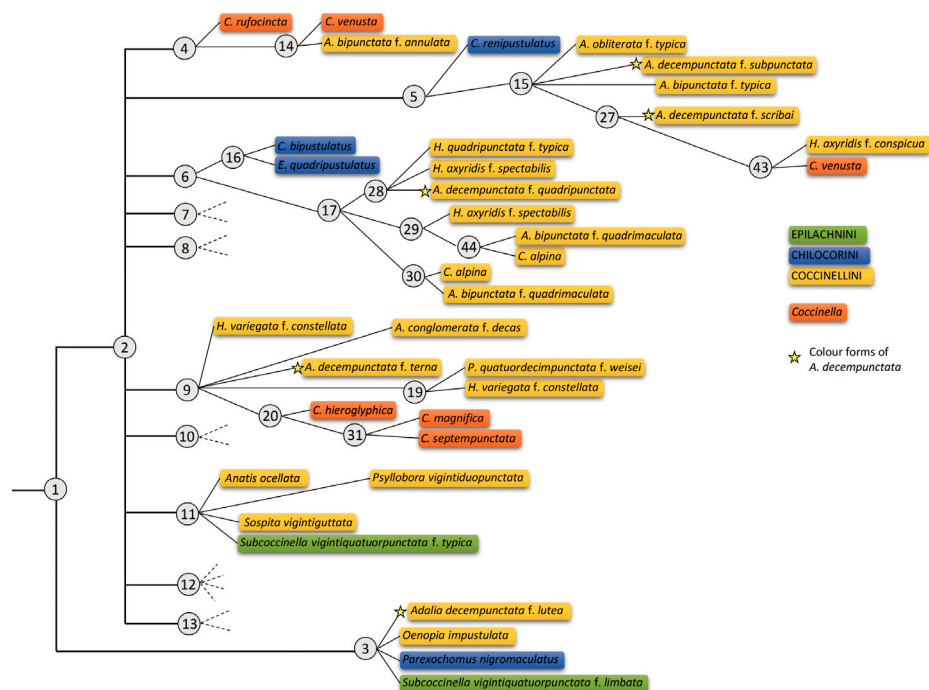 C. rufocincta
C. venusta
A. bipunctata f. annulata
4
14
C. renipustulatus
A. obliterata f. typica
A. decempunctata f. subpunctata
A. bipunctata f. typica
A. decempunctata f. scribai
5
15
27
43
H. axyridis f. conspicua
C. venusta
C. bipustulatus
E. quadripustulatus
16
6
H. quadripunctata f. typica
H. axyridis f. spectabilis
A. decempunctata f. quadripunctata
28
17
H. axyridis f. spectabilis
29
A. bipunctata f. quadrimaculata
44
C. alpina
30
C. alpina
A. bipunctata f. quadrimaculata
7
8
EPILACHNINI
CHILOCORINI
COCCINELLINI
Coccinella
Colour forms of
A. decempunctata
2
H. variegata f. constellata
A. conglomerata f. decas
A. decempunctata f. terna
P. quatuordecimpunctata f. weisei
9
19
H. variegata f. constellata
20
C. hieroglyphica
31
C. magnifica
C. septempunctata
10
1
Anatis ocellata
Psyllobora vigintiduopunctata
11
Sospita vigintiguttata
Subcoccinella vigintiquatuorpunctata f. typica
12
13
3
Adalia decempunctata f. lutea
Oenopia impustulata
Parexochomus nigromaculatus
Subcoccinella vigintiquatuorpunctata f. limbata